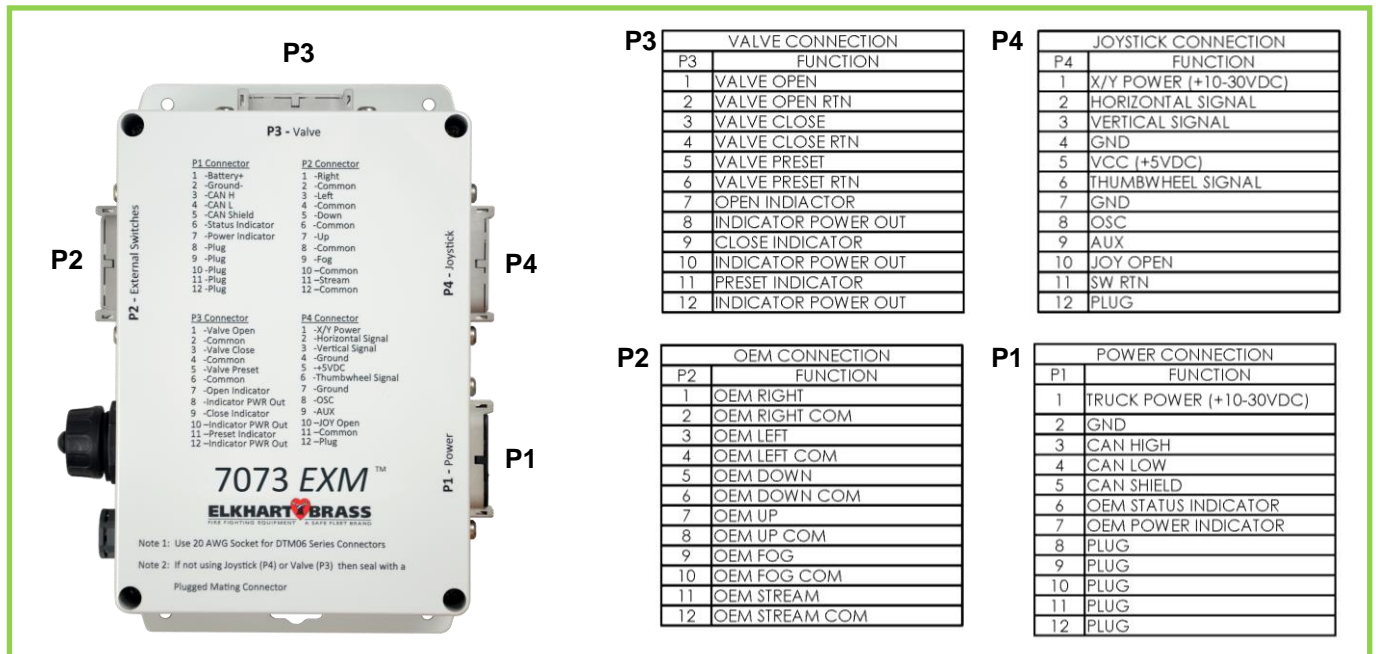 P3
P3 - Valve
P1 Connector
1 -Battery+
2 -Ground-
3 -CAN H
4 -CAN L
5 -CAN Shield
6 -Status Indicator
7 -Power Indicator
8 -Plug
9 -Plug
10 -Plug
11 -Plug
12 -Plug
P2 Connector
1 -Right
2 -Common
3 -Left
4 -Common
5 -Down
6 -Common
7 -Up
8 -Common
9 -Fog
10 –Common
11 –Stream
12 –Common
P2
P2 - External Switches
P4 - Joystick
P4
P3 Connector
1 -Valve Open
2 -Common
3 -Valve Close
4 -Common
5 -Valve Preset
6 -Common
7 -Open Indicator
8 -Indicator PWR Out
9 -Close Indicator
10 –Indicator PWR Out
11 –Preset Indicator
12 –Indicator PWR Out
P4 Connector
1 -X/Y Power
2 -Horizontal Signal
3 -Vertical Signal
4 -Ground
5 -+5VDC
6 -Thumbwheel Signal
7 -Ground
8 -OSC
9 -AUX
10 –JOY Open
11 –Common
12 –Plug
P1 - Power
P1
7073 EXM ™
ELKHART BRASS
FIRE FIGHTING EQUIPMENT A SAFE FLEET BRAND
Note 1: Use 20 AWG Socket for DTM06 Series Connectors
Note 2: If not using Joystick (P4) or Valve (P3) then seal with a
Plugged Mating Connector
P3
VALVE CONNECTION
P3 FUNCTION
1 VALVE OPEN
2 VALVE OPEN RTN
3 VALVE CLOSE
4 VALVE CLOSE RTN
5 VALVE PRESET
6 VALVE PRESET RTN
7 OPEN INDIACTOR
8 INDICATOR POWER OUT
9 CLOSE INDICATOR
10 INDICATOR POWER OUT
11 PRESET INDICATOR
12 INDICATOR POWER OUT
P4
JOYSTICK CONNECTION
P4 FUNCTION
1 X/Y POWER (+10-30VDC)
2 HORIZONTAL SIGNAL
3 VERTICAL SIGNAL
4 GND
5 VCC (+5VDC)
6 THUMBWHEEL SIGNAL
7 GND
8 OSC
9 AUX
10 JOY OPEN
11 SW RTN
12 PLUG
P2
OEM CONNECTION
P2 FUNCTION
1 OEM RIGHT
2 OEM RIGHT COM
3 OEM LEFT
4 OEM LEFT COM
5 OEM DOWN
6 OEM DOWN COM
7 OEM UP
8 OEM UP COM
9 OEM FOG
10 OEM FOG COM
11 OEM STREAM
12 OEM STREAM COM
P1
POWER CONNECTION
P1 FUNCTION
1 TRUCK POWER (+10-30VDC)
2 GND
3 CAN HIGH
4 CAN LOW
5 CAN SHIELD
6 OEM STATUS INDICATOR
7 OEM POWER INDICATOR
8 PLUG
9 PLUG
10 PLUG
11 PLUG
12 PLUG